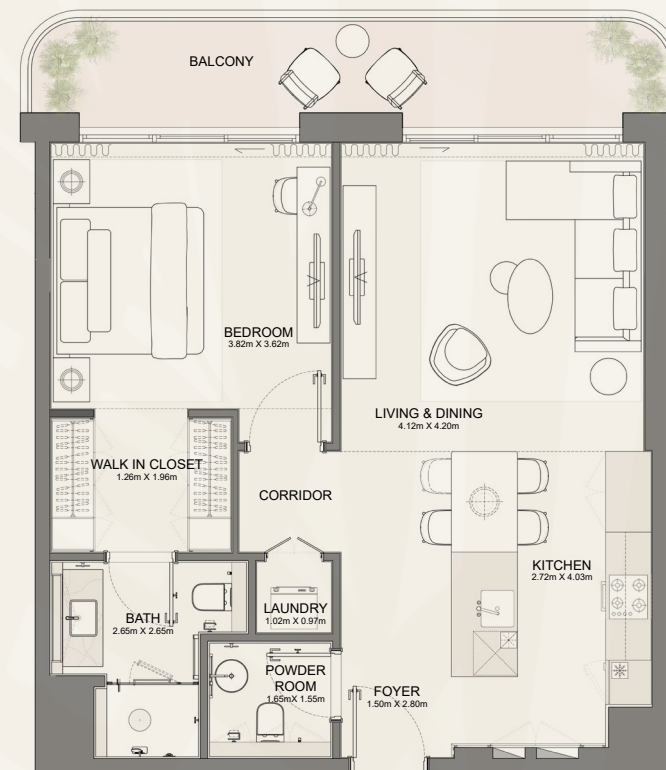 BALCONY
BEDROOM
3.82m X 3.62m
LIVING & DINING
4.12m X 4.20m
WALK IN CLOSET
1.26m X 1.96m
CORRIDOR
KITCHEN
2.72m X 4.03m
BATH
2.65m X 2.65m
LAUNDRY
1.02m X 0.97m
POWDER
ROOM
1.65mX 1.55m
FOYER
1.50m X 2.80m